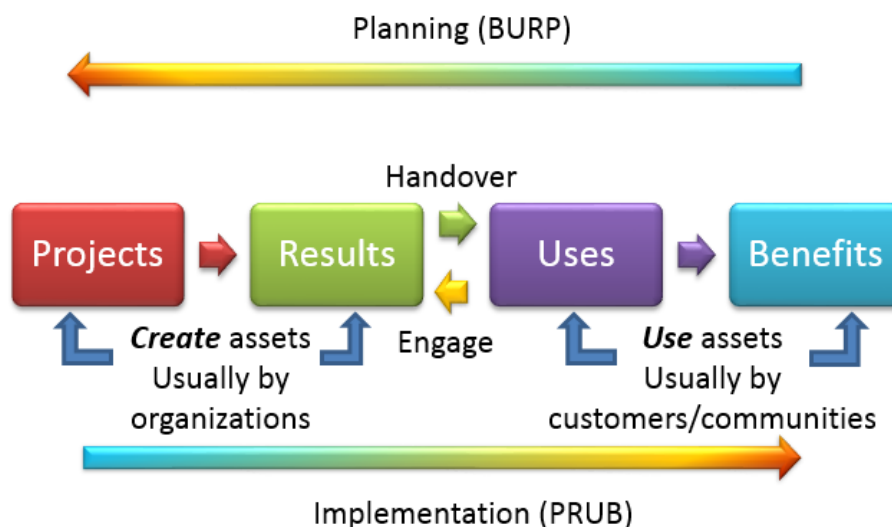 Planning (BURP)
Handover
Projects
Results
Uses
Benefits
Create assets
Usually by
organizations
Engage
Use assets
Usually by
customers/communities
Implementation (PRUB)